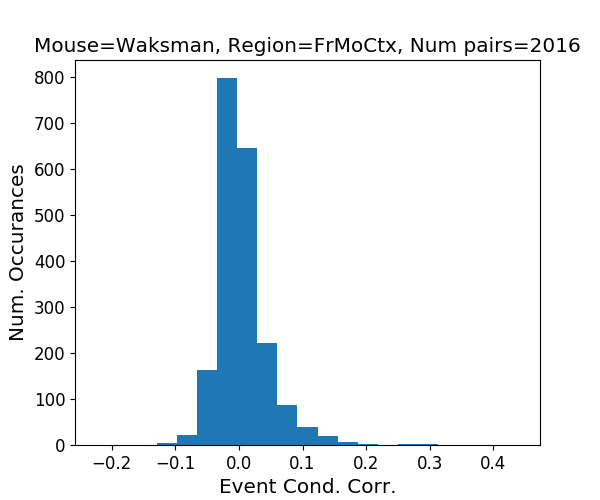 Mouse=Waksman, Region=FrMoCtx, Num pairs=2016
Num. Occurances
800
700
600
500
400
300
200
100
0
−0.2 −0.1 0.0 0.1 0.2 0.3 0.4
Event Cond. Corr.